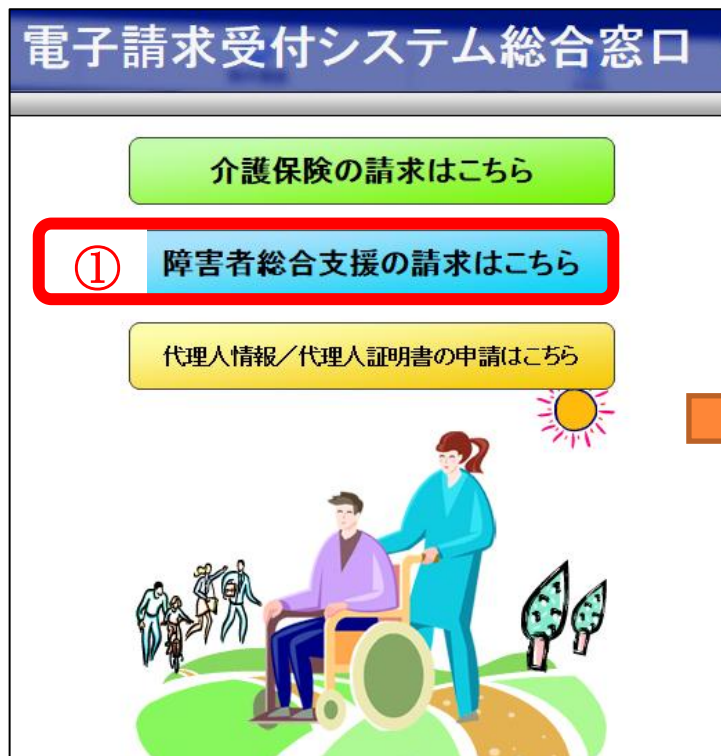 電子請求受付システム総合窓口
介護保険の請求はこちら
① 障害者総合支援の請求はこちら
代理人情報／代理人証明書の申請はこちら